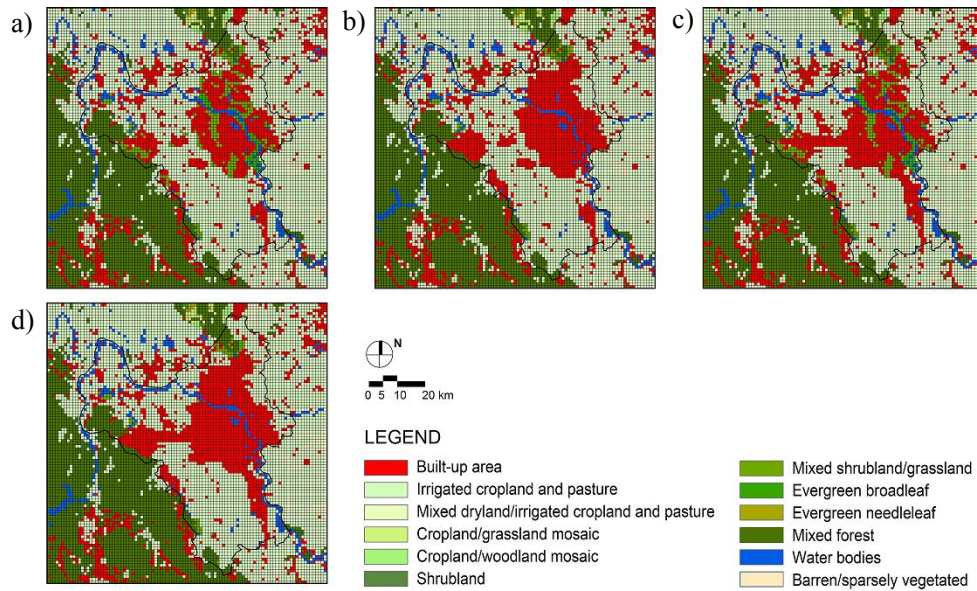 a)
b)
c)
d)
N
0 5 10 20 km
LEGEND
Built-up area
Irrigated cropland and pasture
Mixed dryland/irrigated cropland and pasture
Cropland/grassland mosaic
Cropland/woodland mosaic
Shrubland
Mixed shrubland/grassland
Evergreen broadleaf
Evergreen needleleaf
Mixed forest
Water bodies
Barren/sparsely vegetated